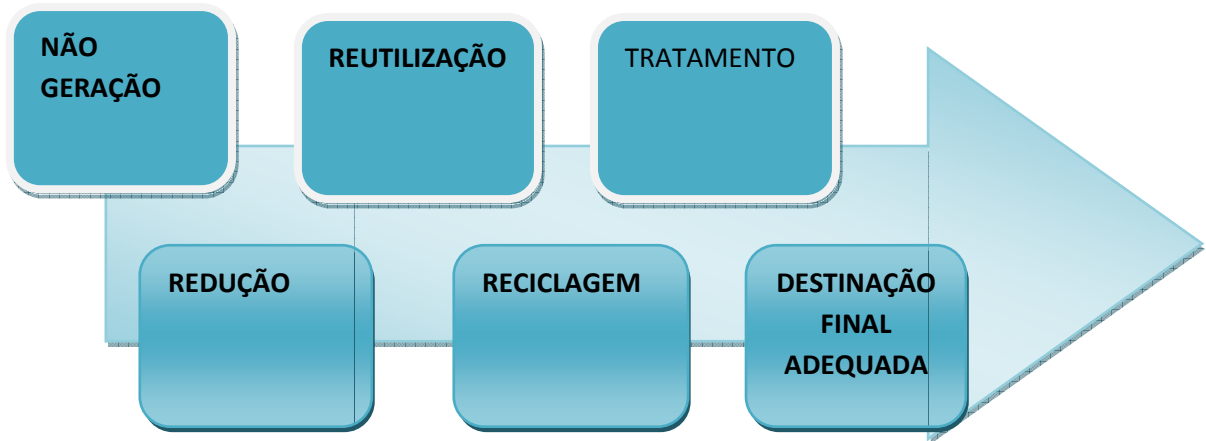 NÃO
GERAÇÃO
REUTILIZAÇÃO
TRATAMENTO
REDUÇÃO
RECICLAGEM
DESTINAÇÃO
FINAL
ADEQUADA